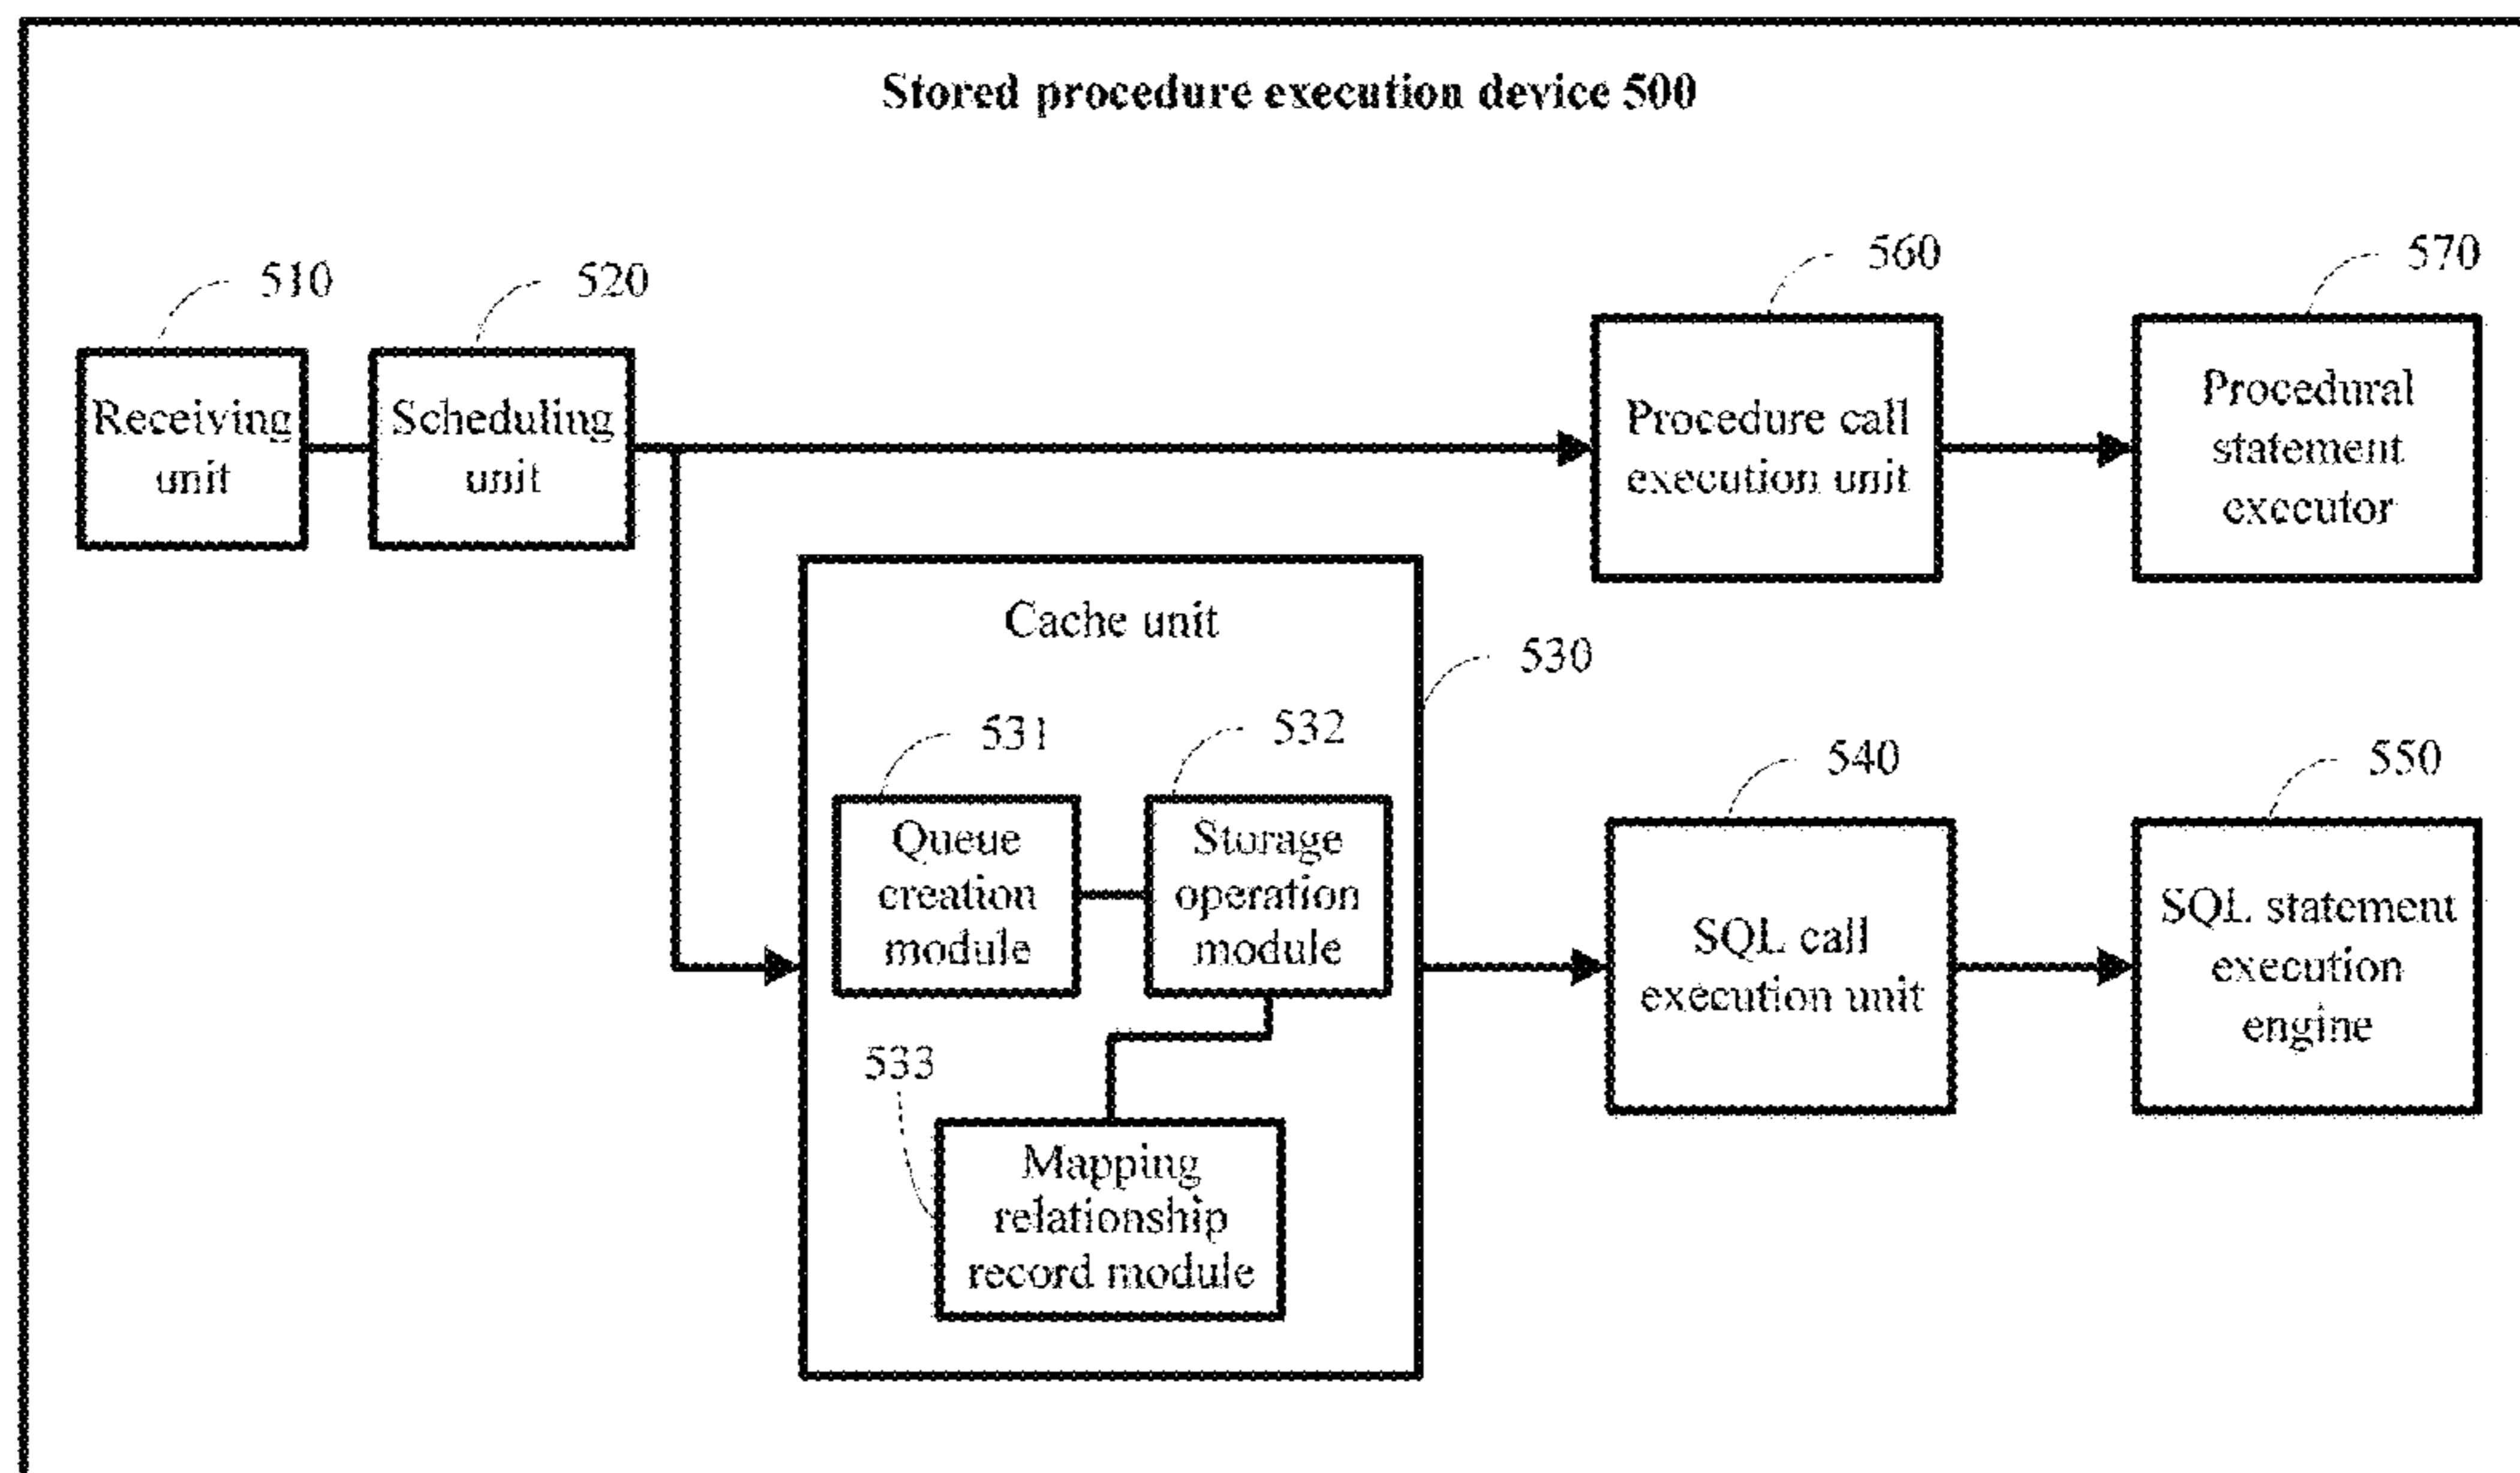 Stored procedure execution device 500
510
520
560
570
Receiving
unit
Scheduling
unit
Procedure call
execution unit
Procedural
statement
executor
Cache unit
530
531
532
540
550
Queue
creation
module
Storage
operation
module
SQL call
execution unit
SQL statement
execution
engine
533
Mapping
relationship
record module